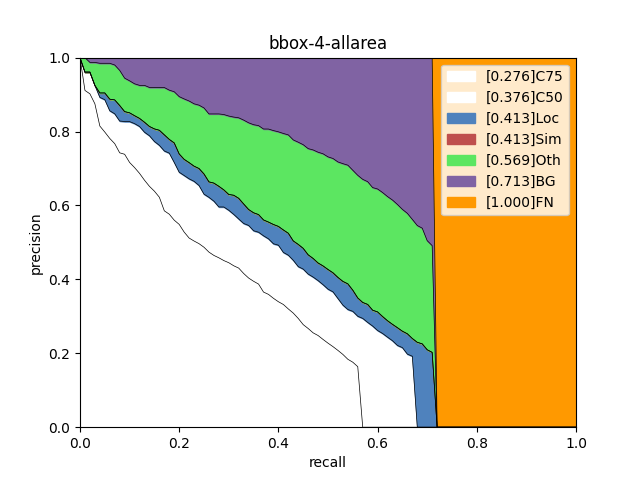 bbox-4-allarea
1.0
0.8
0.6
0.4
0.2
0.0
precision
[0.276]C75
[0.376]C50
[0.413]Loc
[0.413]Sim
[0.569]Oth
[0.713]BG
[1.000]FN
0.0 0.2 0.4 0.6 0.8 1.0
recall